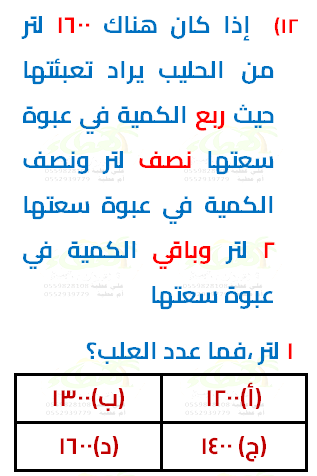 ١٢) إذا كان هناك ١٦٠٠ لتر
من الحليب يراد تعبئتها
حيث ربع الكمية في عبوة
سعتها نصف لتر ونصف
الكمية في عبوة سعتها
٢ لتر وباقي الكمية في
عبوة سعتها
١ لتر ،فما عدد العلب؟
(أ)١٢٠٠
(ب)١٣٠٠
(ج) ١٤٠٠
(د)١٦٠٠